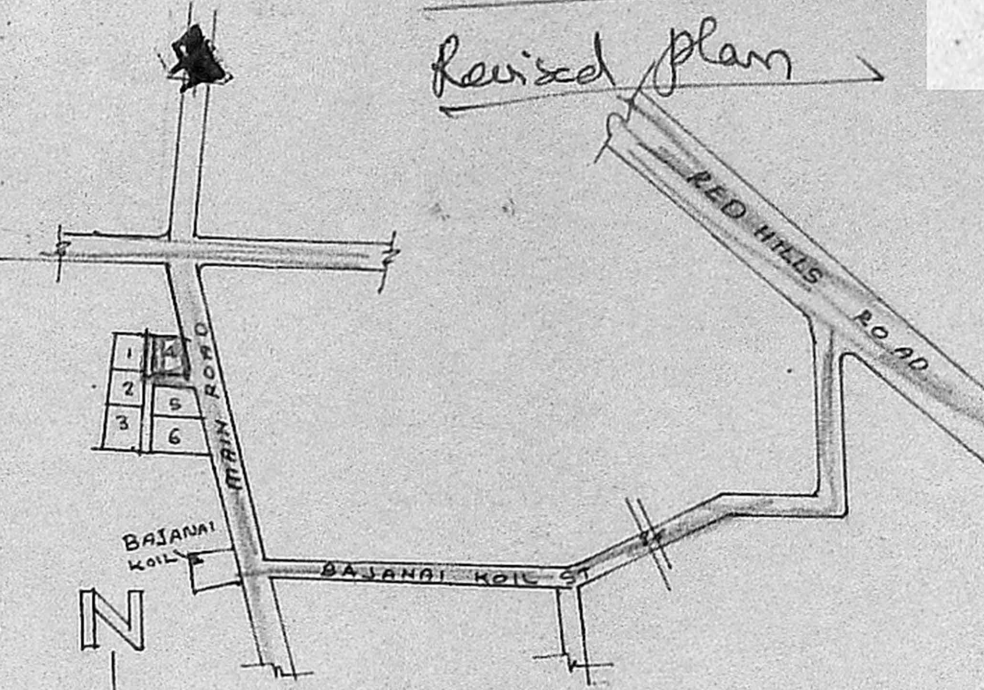 Revised plan
RED HILLS ROAD
MAIN ROAD
1
4
2
5
3
6
BAJANAI
KOIL
BAJANAI KOIL ST
N